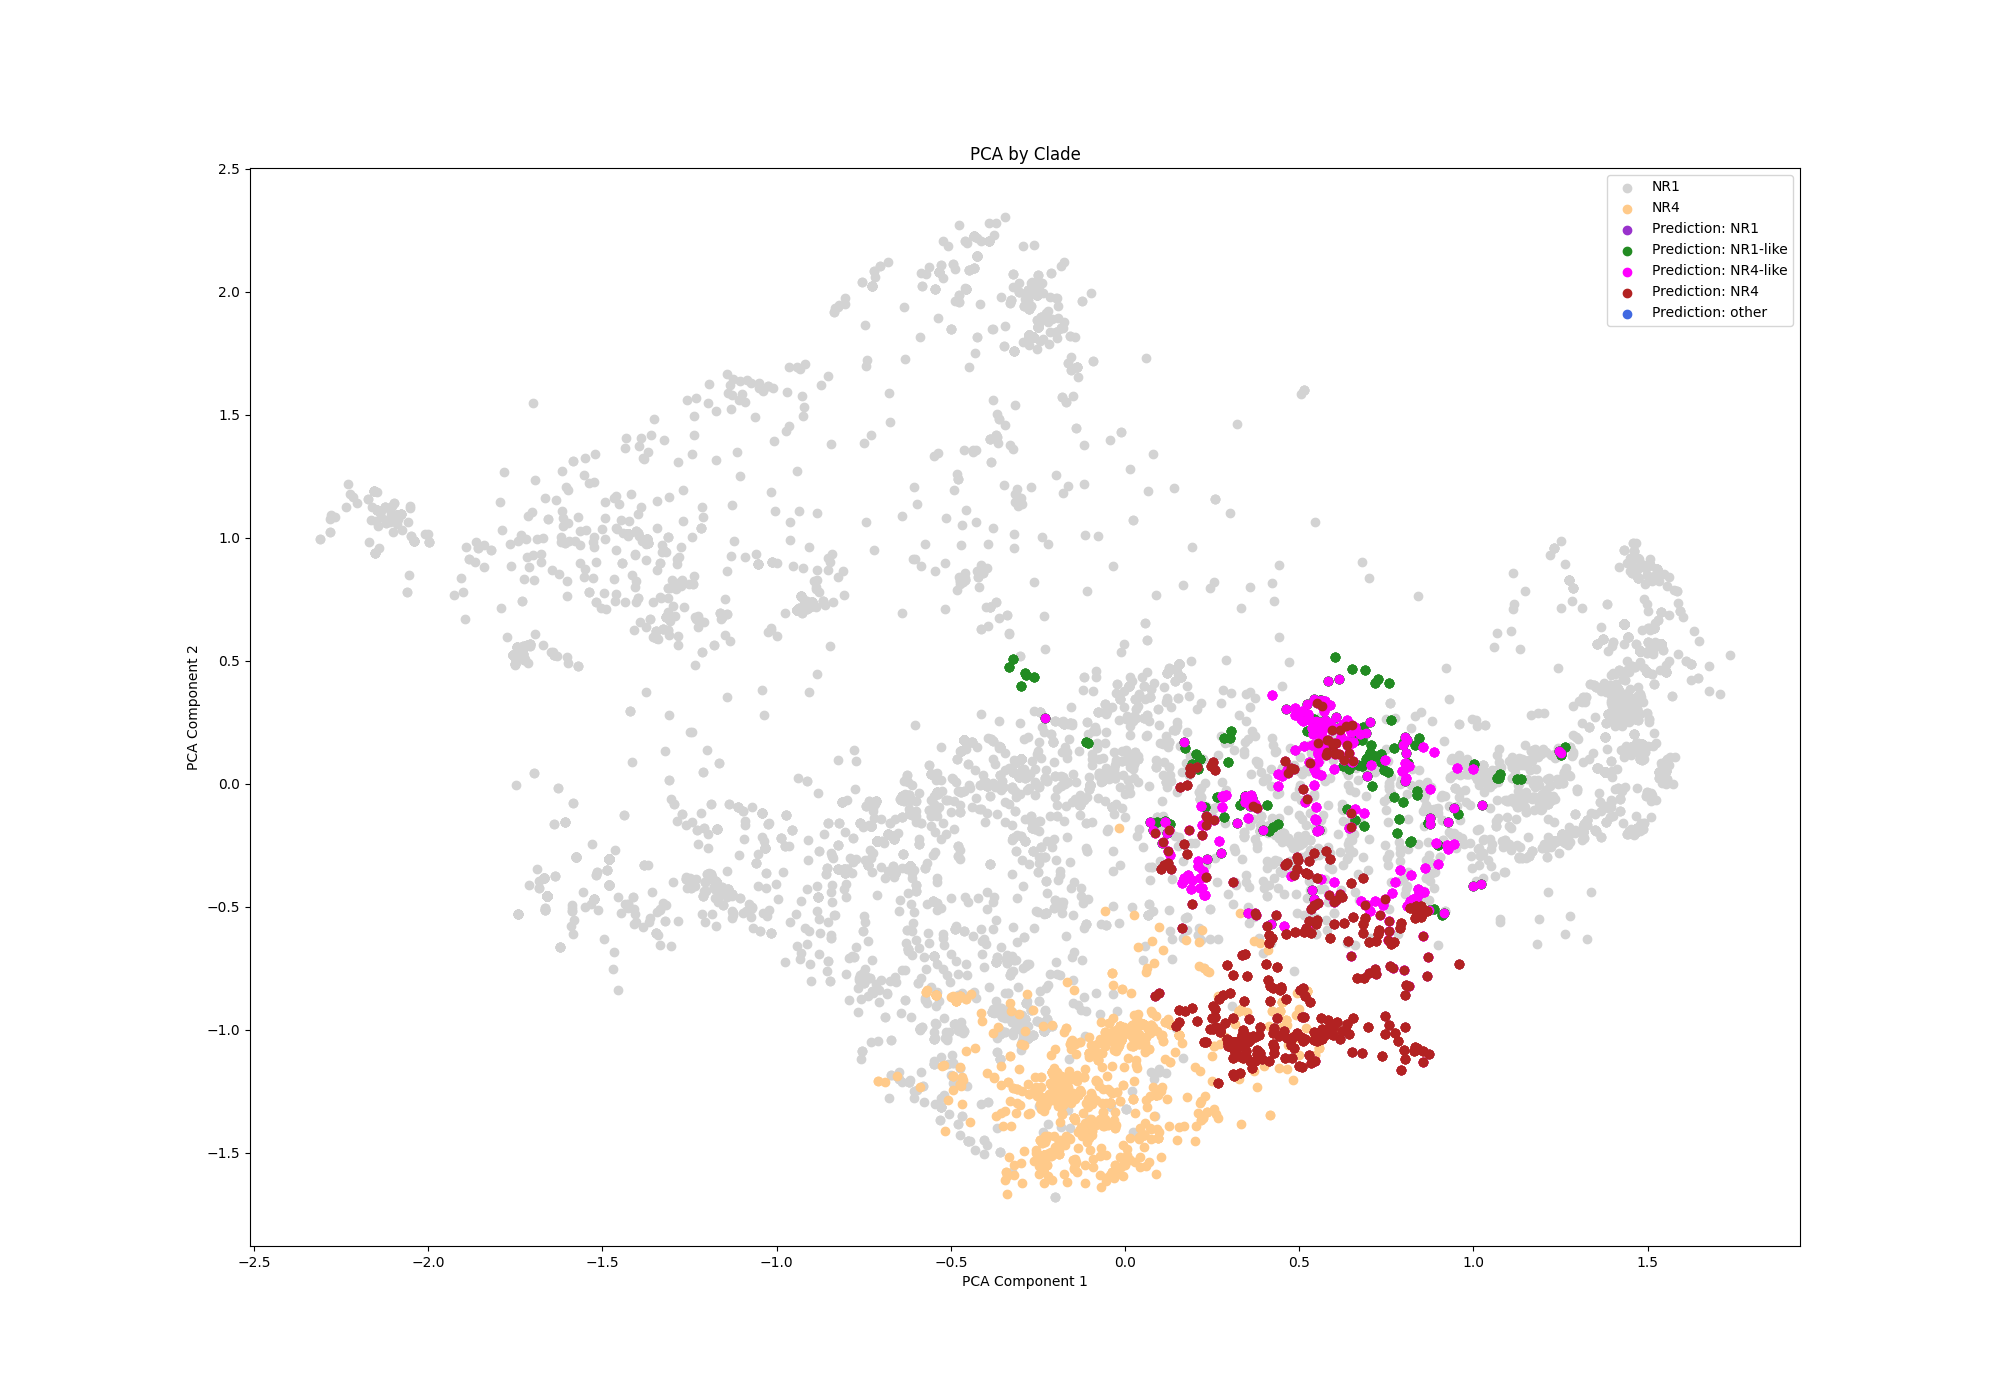 PCA by Clade
NR1
NR4
Prediction: NR1
Prediction: NR1-like
Prediction: NR4-like
Prediction: NR4
Prediction: other
2.5
2.0
1.5
1.0
0.5
0.0
−0.5
−1.0
−1.5
PCA Component 2
−2.5
−2.0
−1.5
−1.0
−0.5
0.0
0.5
1.0
1.5
PCA Component 1